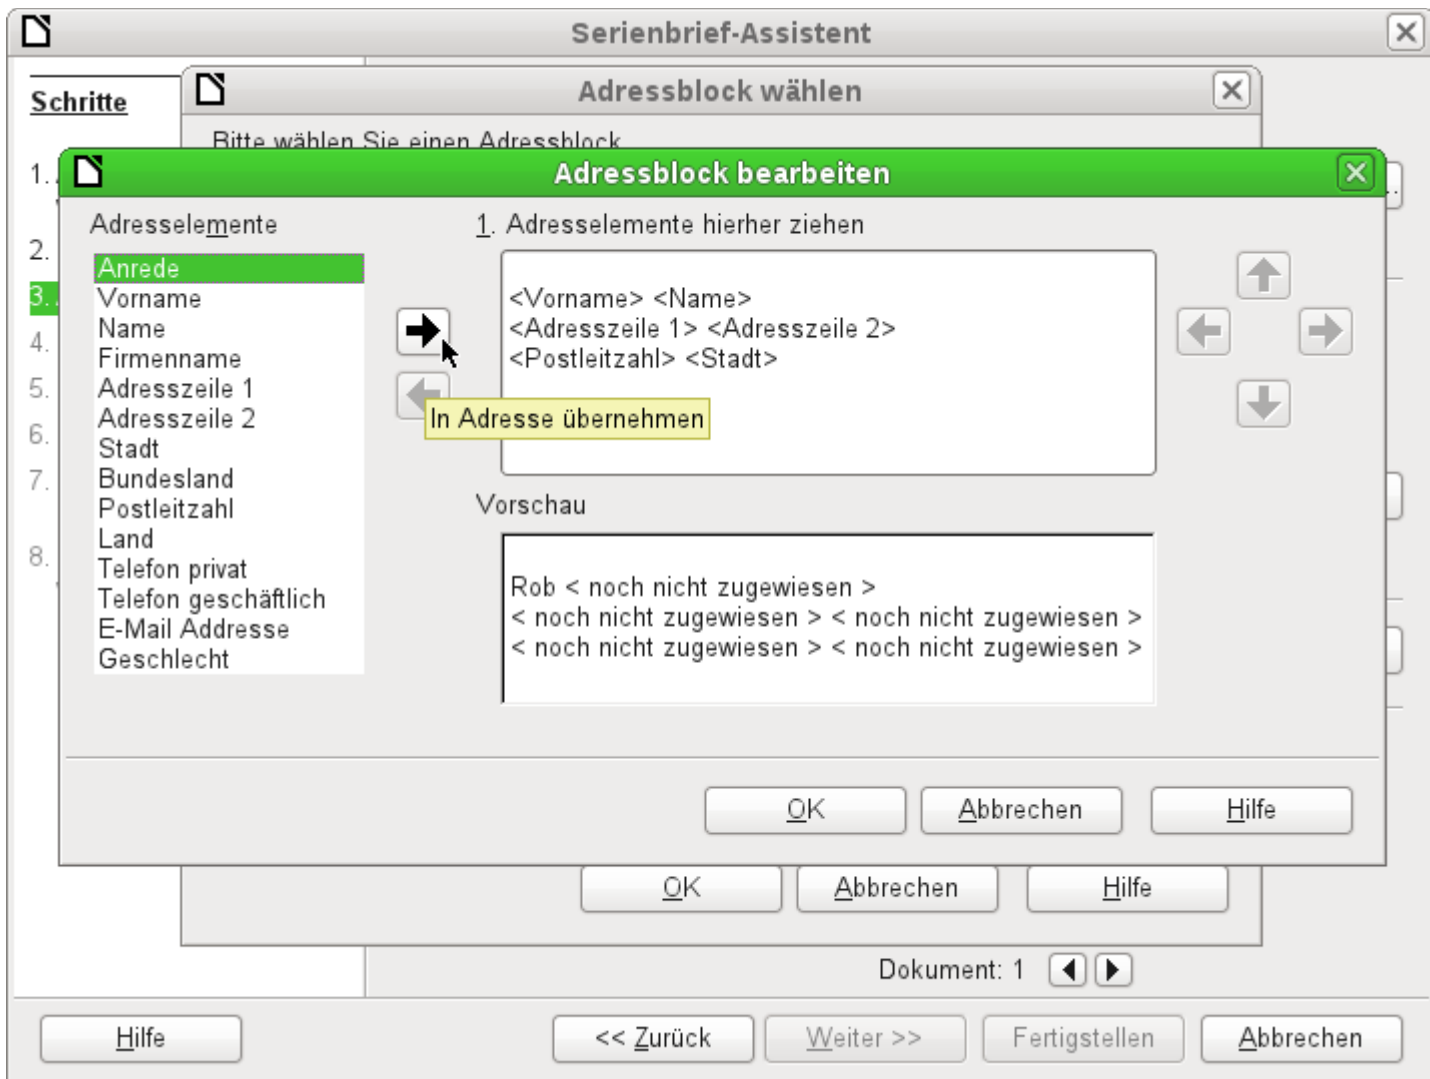 Serienbrief-Assistent
Schritte
Adressblock wählen
Bitte wählen Sie einen Adressblock
1.
2.
3.
4.
5.
6.
7.
8.
Adressblock bearbeiten
Adresselemente
Anrede
Vorname
Name
Firmenname
Adresszeile 1
Adresszeile 2
Stadt
Bundesland
Postleitzahl
Land
Telefon privat
Telefon geschäftlich
E-Mail Addresse
Geschlecht
1. Adresselemente hierher ziehen
<Vorname> <Name>
<Adresszeile 1> <Adresszeile 2>
<Postleitzahl> <Stadt>
In Adresse übernehmen
Vorschau
Rob < noch nicht zugewiesen >
< noch nicht zugewiesen > < noch nicht zugewiesen >
< noch nicht zugewiesen > < noch nicht zugewiesen >
OK Abbrechen Hilfe
OK Abbrechen Hilfe
Dokument: 1
Hilfe << Zurück Weiter >> Fertigstellen Abbrechen